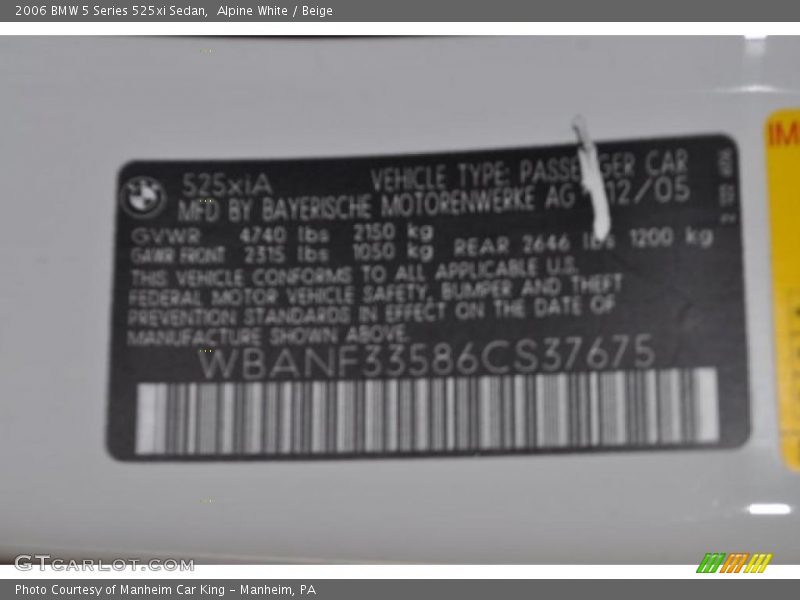 2006 BMW 5 Series 525xi Sedan,  Alpine White / Beige
IM
525xiA VEHICLE TYPE: PASSENGER CAR
MFD BY BAYERISCHE MOTORENWERKE AG 12/05
GVWR 4740 lbs 2150 kg
GAWR FRONT 2315 lbs 1050 kg REAR 2646 lbs 1200 kg
THIS VEHICLE CONFORMS TO ALL APPLICABLE U.S.
FEDERAL MOTOR VEHICLE SAFETY, BUMPER AND THEFT
PREVENTION STANDARDS IN EFFECT ON THE DATE OF
MANUFACTURE SHOWN ABOVE.
WBANF33586CS37675
GTCARLOT.COM
Photo Courtesy of Manheim Car King - Manheim, PA